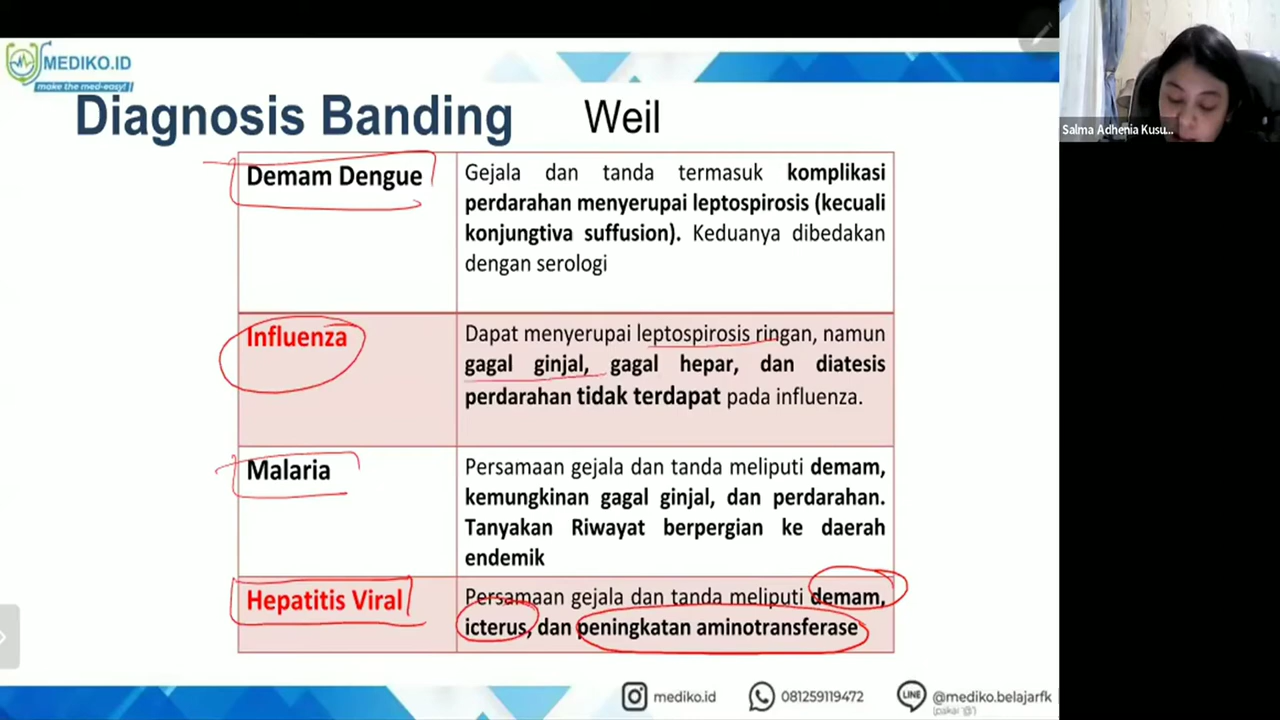 MEDIKO.ID
make the med-easy!
Diagnosis Banding
Weil
Salma Adhenia Kusu...
Demam Dengue
Gejala dan tanda termasuk komplikasi
perdarahan menyerupai leptospirosis (kecuali
konjungtiva suffusion). Keduanya dibedakan
dengan serologi
Influenza
Dapat menyerupai leptospirosis ringan, namun
gagal ginjal, gagal hepar, dan diatesis
perdarahan tidak terdapat pada influenza.
Malaria
Persamaan gejala dan tanda meliputi demam,
kemungkinan gagal ginjal, dan perdarahan.
Tanyakan Riwayat berpergian ke daerah
endemik
Hepatitis Viral
Persamaan gejala dan tanda meliputi demam,
icterus, dan peningkatan aminotransferase
mediko.id
081259119472
LINE
@mediko.belajarfk
(pakai '@')